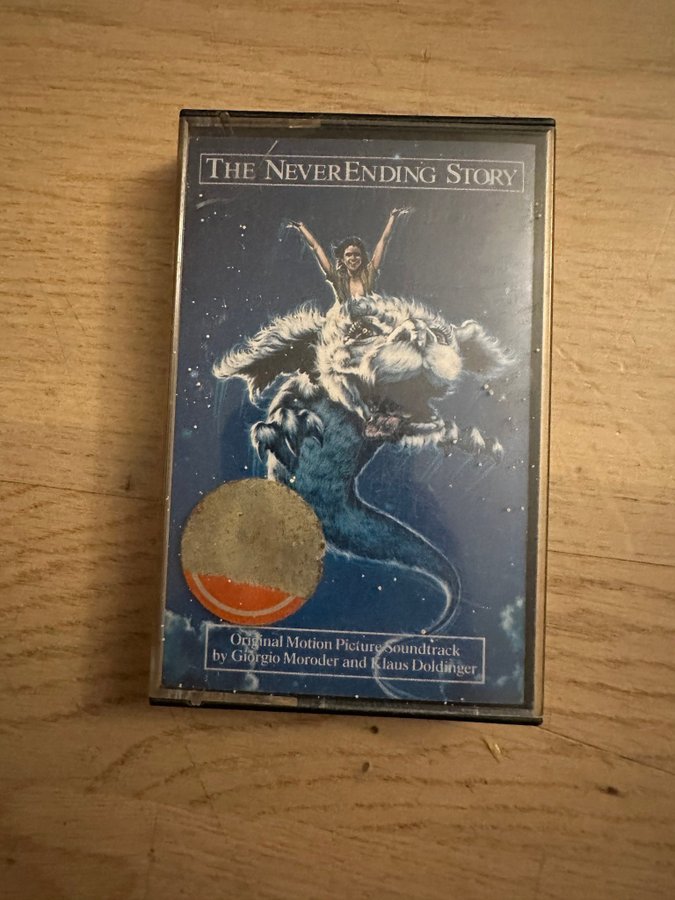 THE NEVERENDING STORY
Original Motion Picture Soundtrack
by Giorgio Moroder and Klaus Doldinger